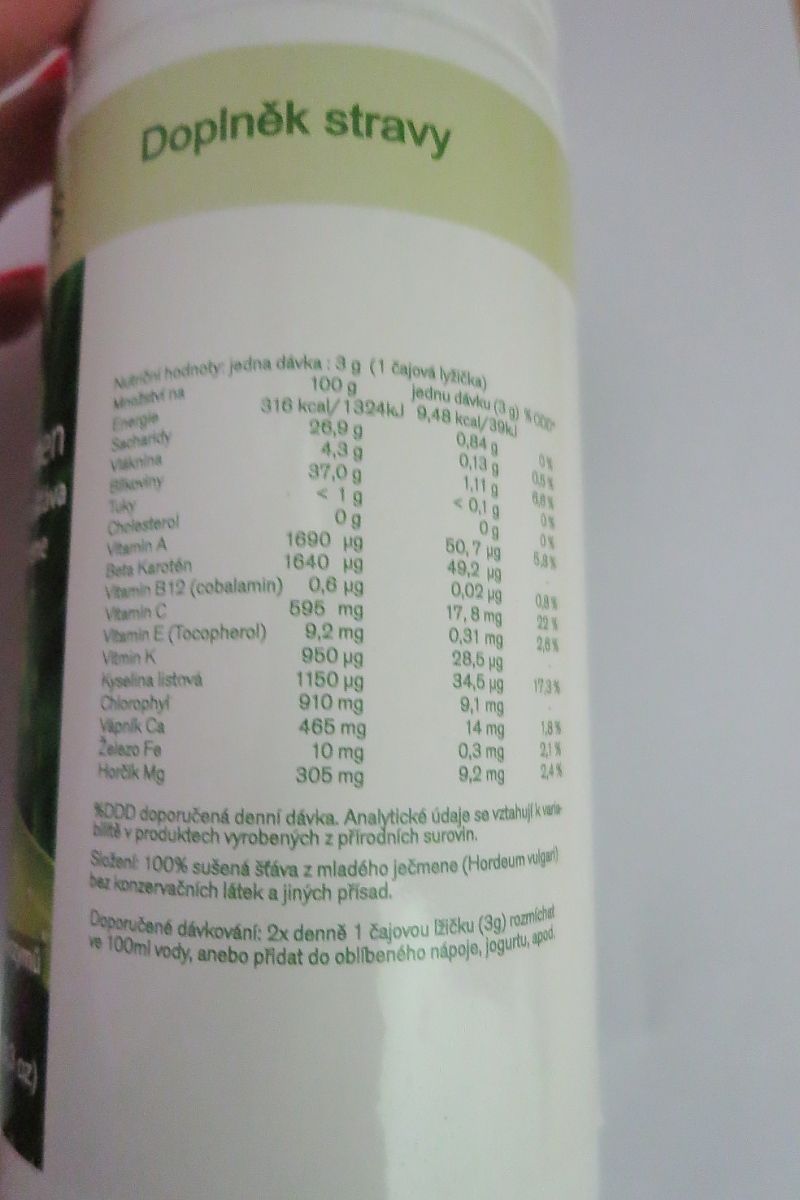 Doplněk stravy
Nutriční hodnoty: jedna dávka : 3 g (1 čajová lyžička)
Množství na 100 g jednu dávku (3 g) %DDD*
Energie 316 kcal/1324kJ 9,48 kcal/39kJ
Sacharidy 26,9 g 0,84 g 0%
Vláknina 4,3 g 0,13 g 0,5%
Bílkoviny 37,0 g 1,11 g 6,8%
Tuky < 1 g < 0,1 g 0%
Cholesterol 0 g 0 g 0%
Vitamin A 1690 µg 50,7 µg 5,8%
Beta Karotén 1640 µg 49,2 µg -
Vitamin B12 (cobalamin) 0,6 µg 0,02 µg 0,8%
Vitamin C 595 mg 17,8 mg 22 %
Vitamin E (Tocopherol) 9,2 mg 0,31 mg 2,6%
Vitmin K 950 µg 28,5 µg -
Kyselina listová 1150 µg 34,5 µg 17,3%
Chlorophyl 910 mg 9,1 mg -
Vápník Ca 465 mg 14 mg 1,8%
Železo Fe 10 mg 0,3 mg 2,1%
Horčík Mg 305 mg 9,2 mg 2,4%
%DDD doporučená denní dávka. Analytické údaje se vztahují k varia-
bilitě v produktech vyrobených z přírodních surovin.
Složení: 100% sušená šťáva z mladého ječmene (Hordeum vulgari)
bez konzervačních látek a jiných přísad.
Doporučené dávkování: 2x denně 1 čajovou lžičku (3g) rozmíchat
ve 100ml vody, anebo přidat do oblíbeného nápoje, jogurtu, apod.
oz)